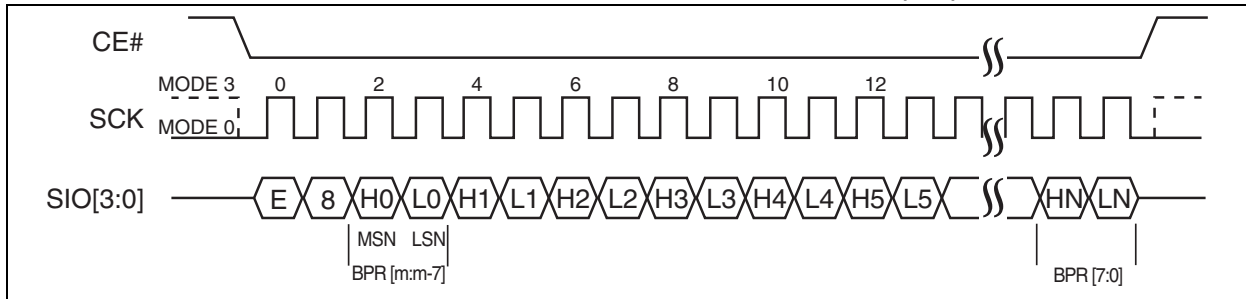 CE#
MODE 3 0 2 4 6 8 10 12
SCK MODE 0
SIO[3:0] E 8 H0 L0 H1 L1 H2 L2 H3 L3 H4 L4 H5 L5 HN LN
MSN LSN
BPR [m:m-7] BPR [7:0]